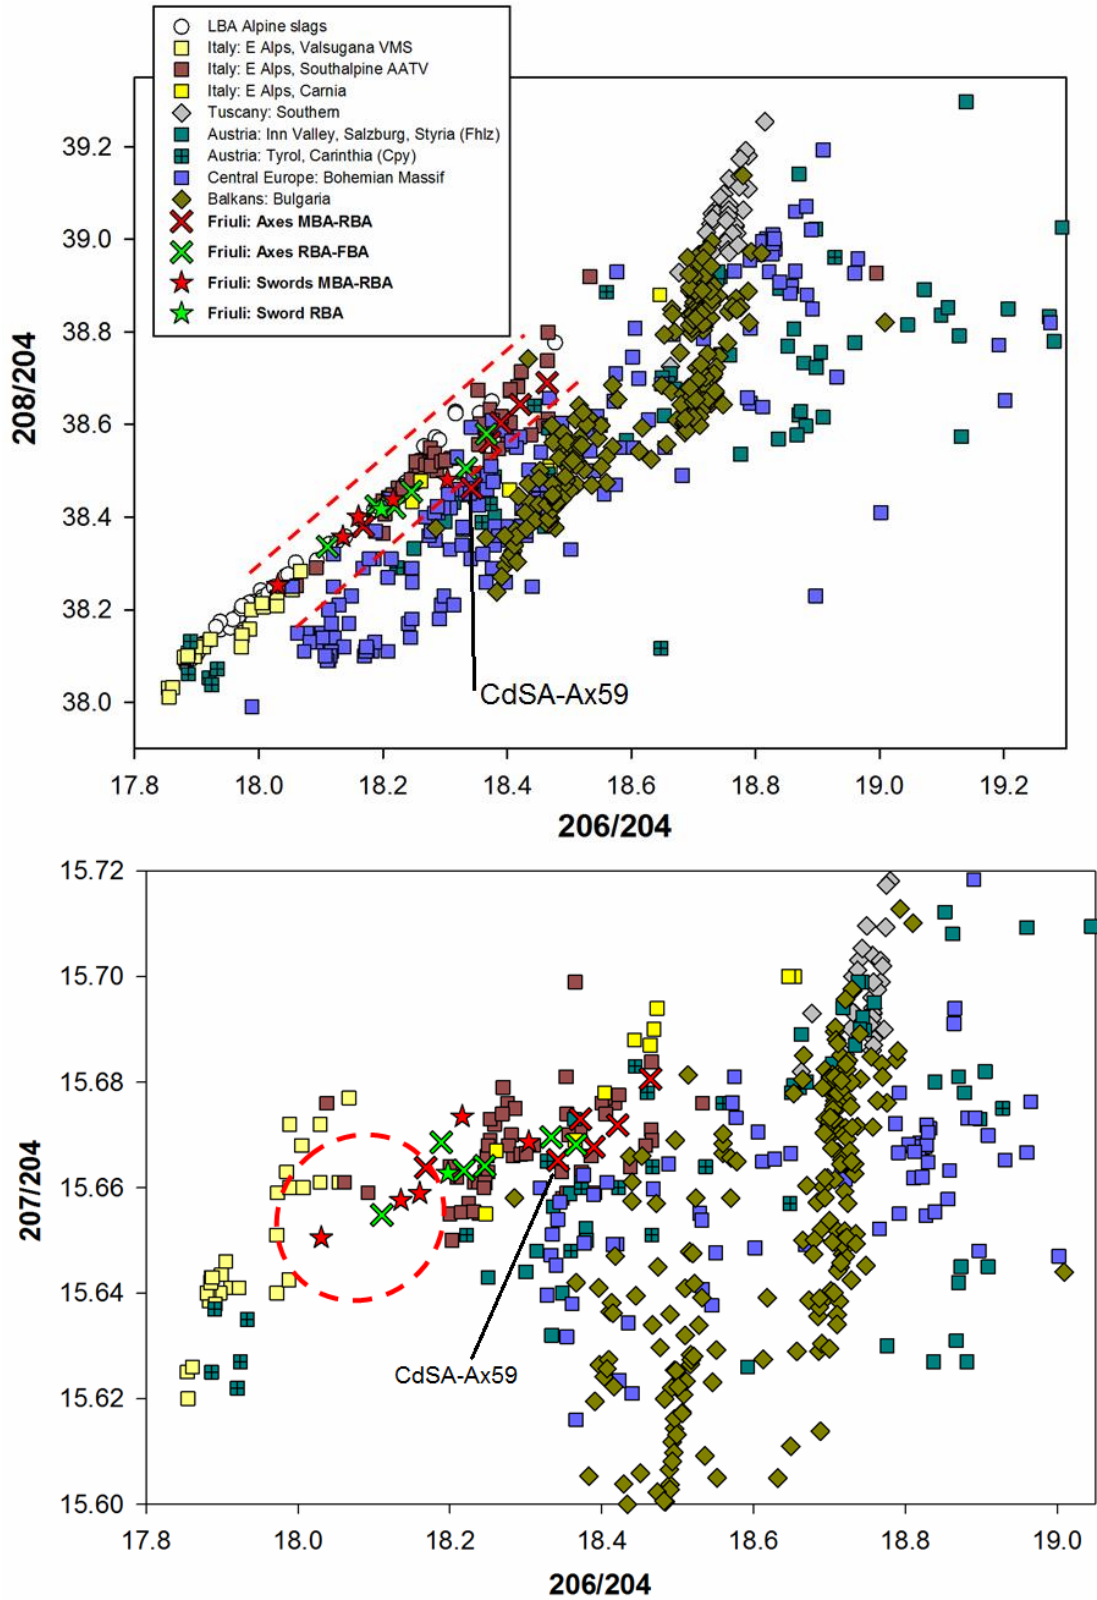 LBA Alpine slags
Italy: E Alps, Valsugana VMS
Italy: E Alps, Southalpine AATV
Italy: E Alps, Carnia
Tuscany: Southern
Austria: Inn Valley, Salzburg, Styria (Fhlz)
Austria: Tyrol, Carinthia (Cpy)
Central Europe: Bohemian Massif
Balkans: Bulgaria
Friuli: Axes MBA-RBA
Friuli: Axes RBA-FBA
Friuli: Swords MBA-RBA
Friuli: Sword RBA
39.2
39.0
38.8
38.6
38.4
38.2
38.0
208/204
CdSA-Ax59
17.8 18.0 18.2 18.4 18.6 18.8 19.0 19.2
206/204
15.72
15.70
15.68
15.66
15.64
15.62
15.60
207/204
CdSA-Ax59
17.8 18.0 18.2 18.4 18.6 18.8 19.0
206/204